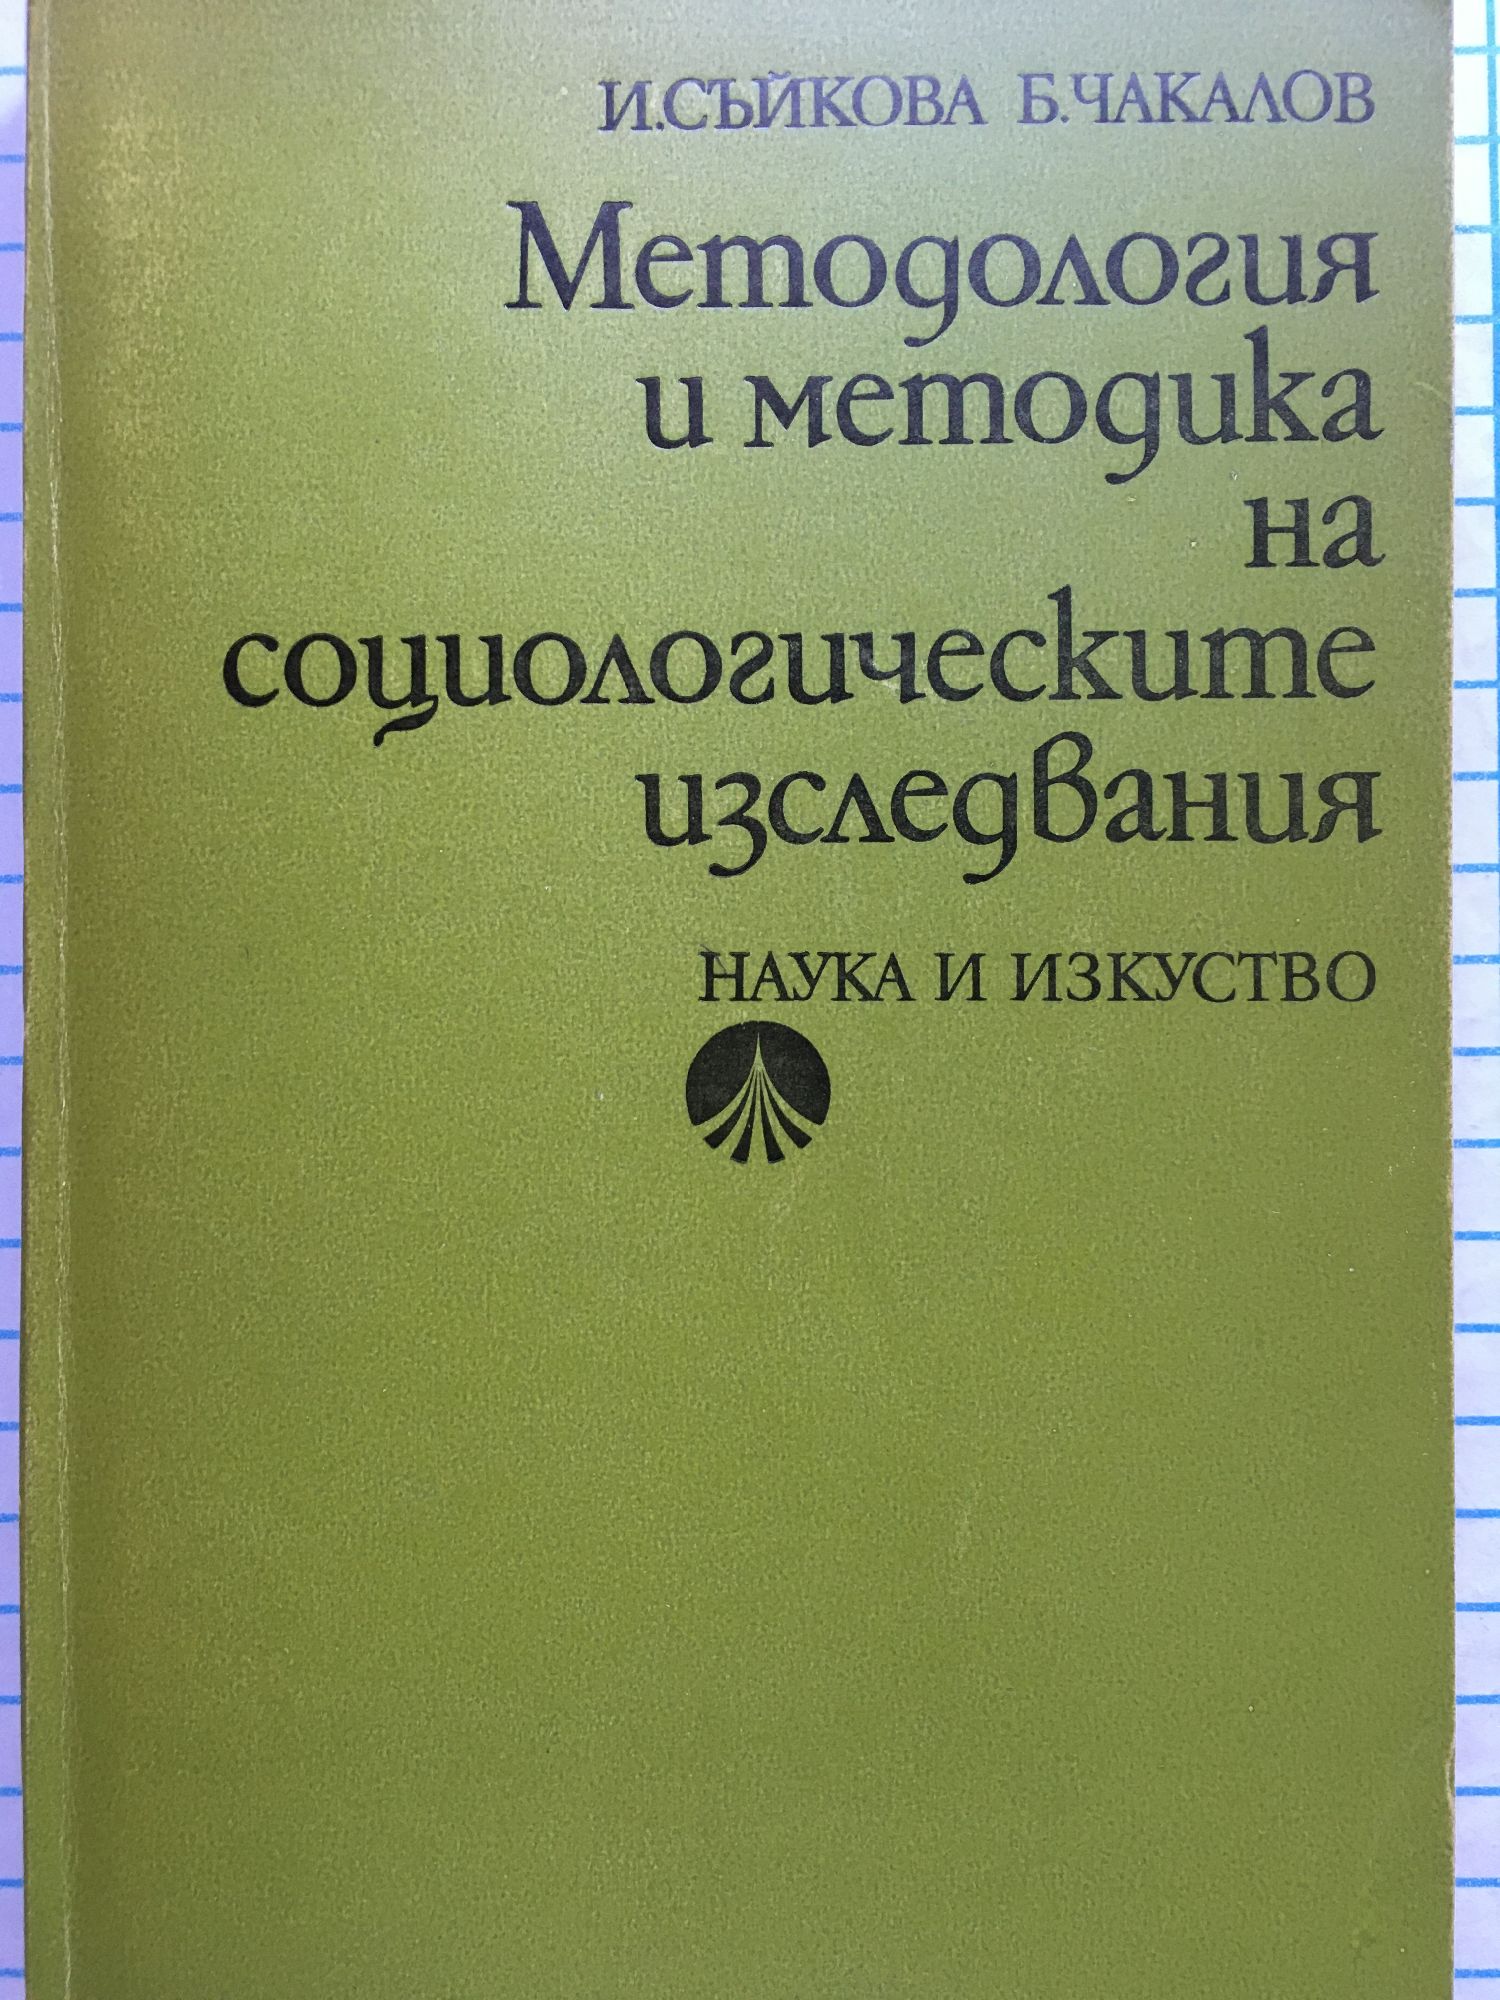 И.СЪЙКОВА Б.ЧАКАЛОВ
Методология
и методика
на
социологическите
изследвания
НАУКА И ИЗКУСТВО